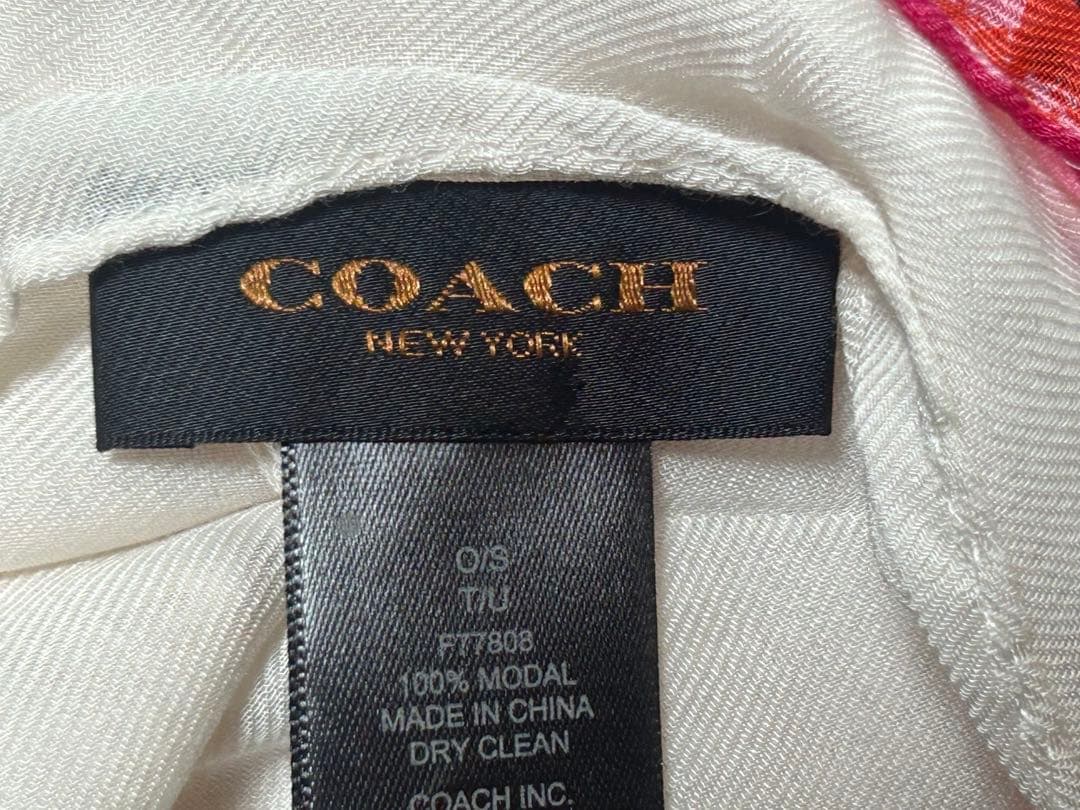 COACH
NEW YORK
O/S
T/U
F77808
100% MODAL
MADE IN CHINA
DRY CLEAN
COACH INC.